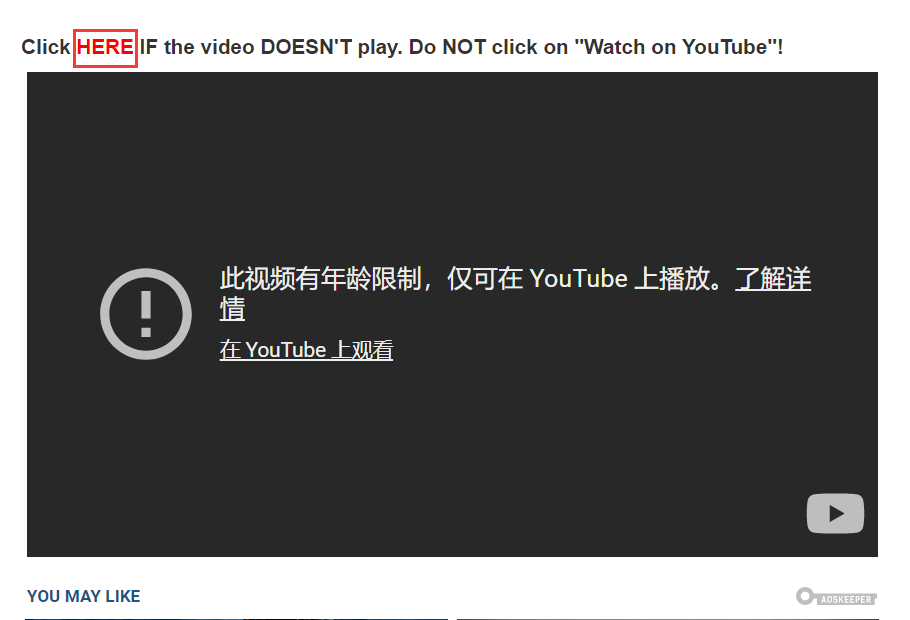 Click HERE IF the video DOESN'T play. Do NOT click on "Watch on YouTube"!
此视频有年龄限制，仅可在 YouTube 上播放。了解详
情
在 YouTube 上观看
YOU MAY LIKE
ADSKEEPER